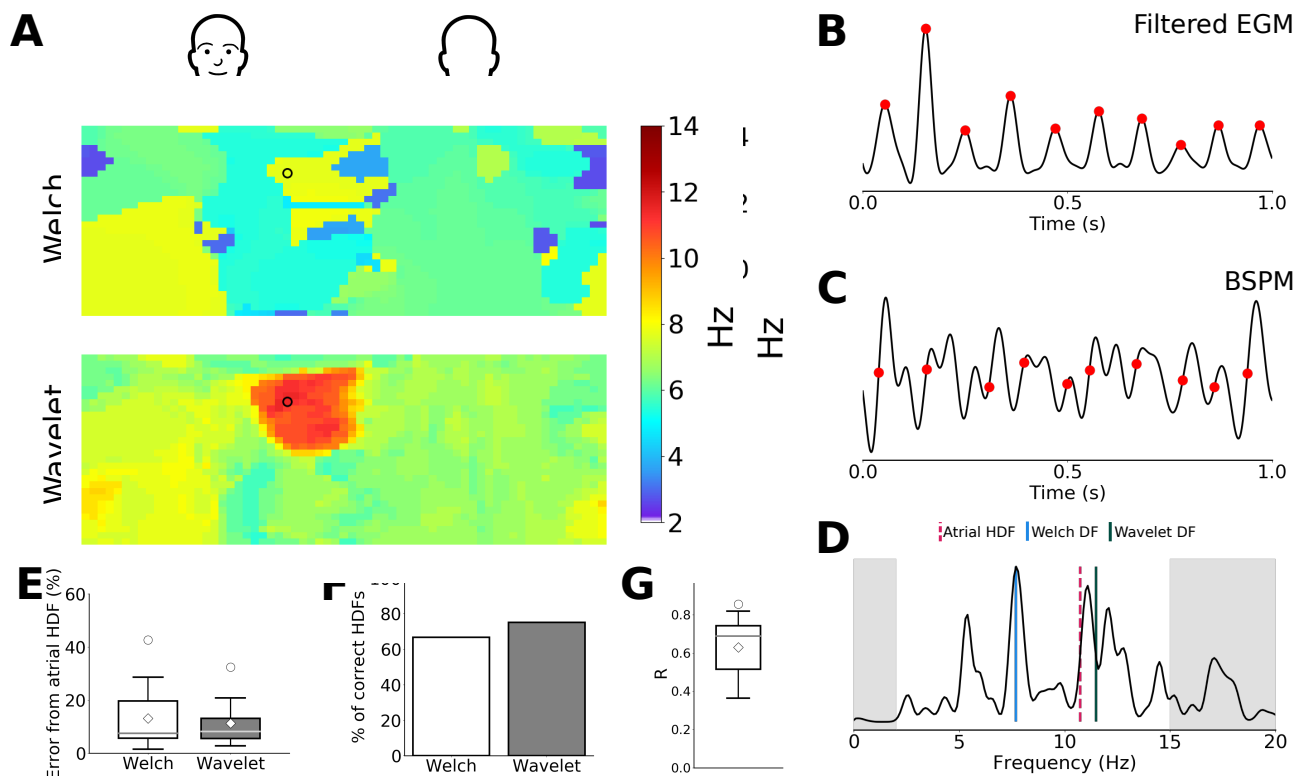 A
Welch
Wavelet
14
12
10
8
6
4
2
Hz
Hz
B
Filtered EGM
0.0
0.5
1.0
Time (s)
C
BSPM
0.0
0.5
1.0
Time (s)
D
Atrial HDF
Welch DF
Wavelet DF
0
5
10
15
20
Frequency (Hz)
E
Error from atrial HDF (%)
60
40
20
0
Welch
Wavelet
% of correct HDFs
80
60
40
20
0
Welch
Wavelet
G
R
0.8
0.6
0.4
0.2
0.0